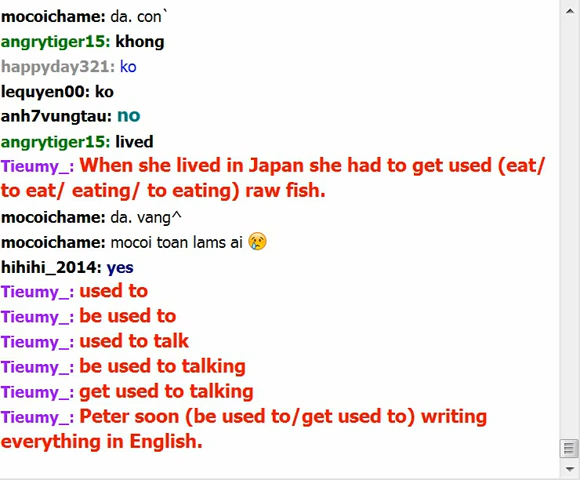 mocoichame: da. con`
angrytiger15: khong
happyday321: ko
lequyen00: ko
anh7vungtau: no
angrytiger15: lived
Tieumy_: When she lived in Japan she had to get used (eat/
to eat/ eating/ to eating) raw fish.
mocoichame: da. vang^
mocoichame: mocoi toan lams ai 😢
hihihi_2014: yes
Tieumy_: used to
Tieumy_: be used to
Tieumy_: used to talk
Tieumy_: be used to talking
Tieumy_: get used to talking
Tieumy_: Peter soon (be used to/get used to) writing
everything in English.